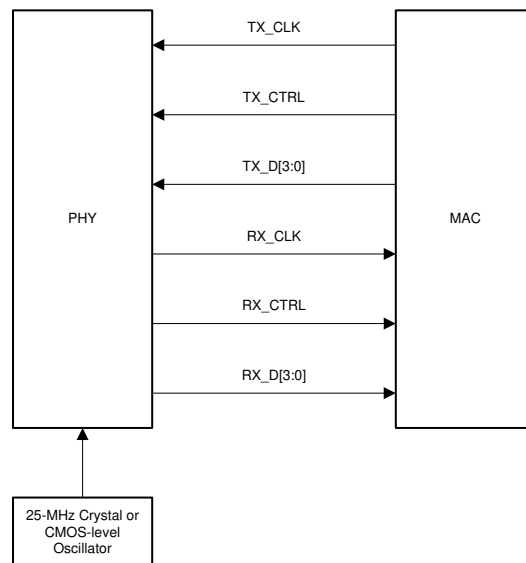 TX_CLK
TX_CTRL
TX_D[3:0]
PHY
MAC
RX_CLK
RX_CTRL
RX_D[3:0]
25-MHz Crystal or
CMOS-level
Oscillator